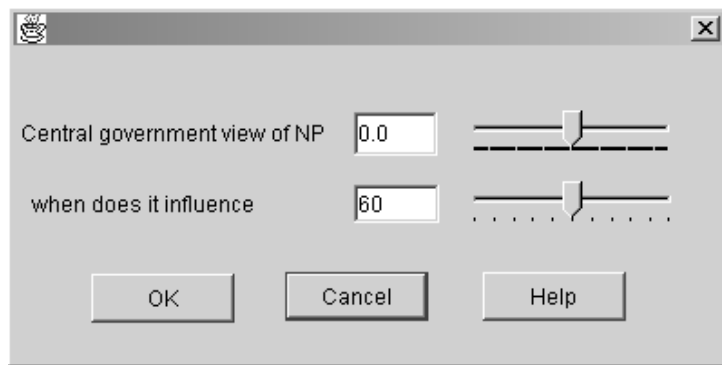 Central government view of NP 0.0
when does it influence 60
OK Cancel Help